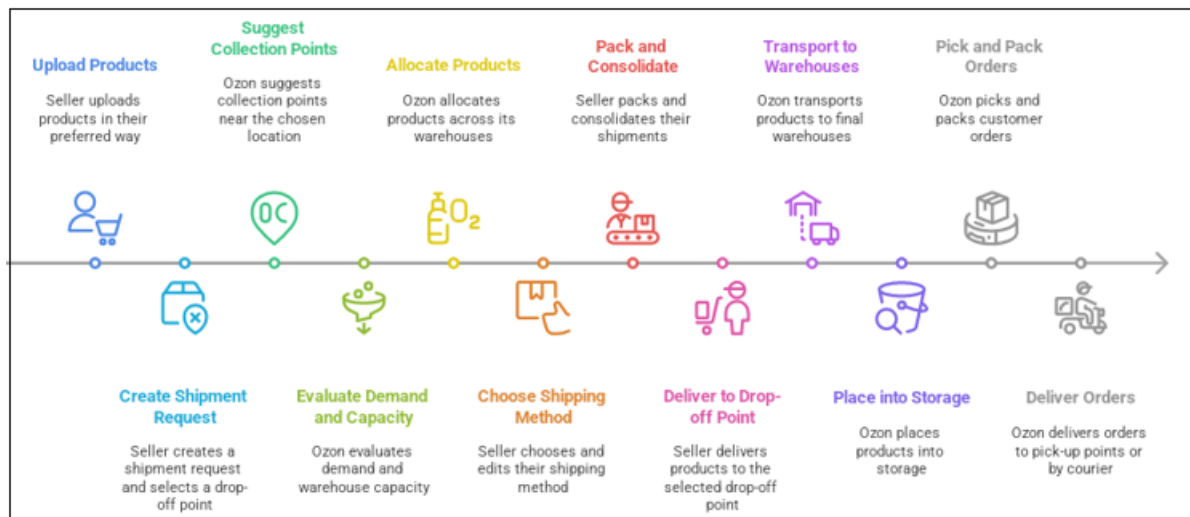 Upload Products
Seller uploads
products in their
preferred way
Create Shipment
Request
Seller creates a
shipment request
and selects a drop-
off point
Suggest
Collection Points
Ozon suggests
collection points
near the chosen
location
OC
Evaluate Demand
and Capacity
Ozon evaluates
demand and
warehouse capacity
Allocate Products
Ozon allocates
products across its
warehouses
O2
Choose Shipping
Method
Seller chooses and
edits their shipping
method
Pack and
Consolidate
Seller packs and
consolidates their
shipments
Deliver to Drop-
off Point
Seller delivers
products to the
selected drop-off
point
Transport to
Warehouses
Ozon transports
products to final
warehouses
Place into Storage
Ozon places
products into
storage
Pick and Pack
Orders
Ozon picks and
packs customer
orders
Deliver Orders
Ozon delivers orders
to pick-up points or
by courier